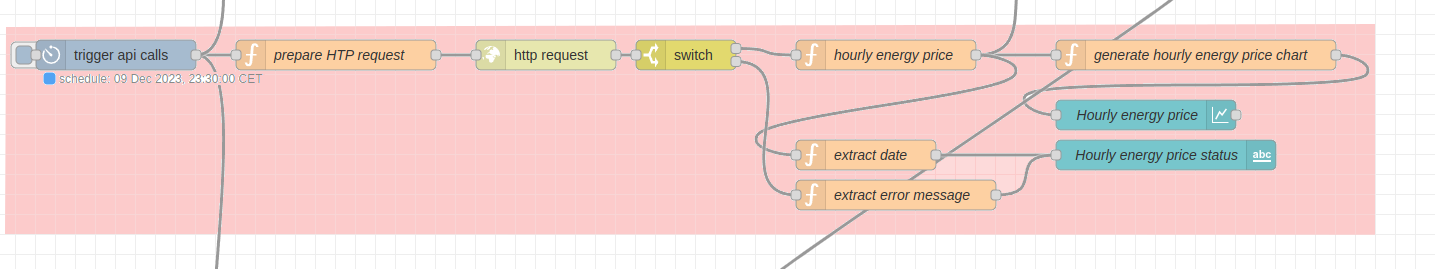 trigger api calls
prepare HTTP request
http request
switch
hourly energy price
generate hourly energy price chart
schedule: 09 Dec 2023, 23:30:00 CET
Hourly energy price
extract date
Hourly energy price status
abc
extract error message